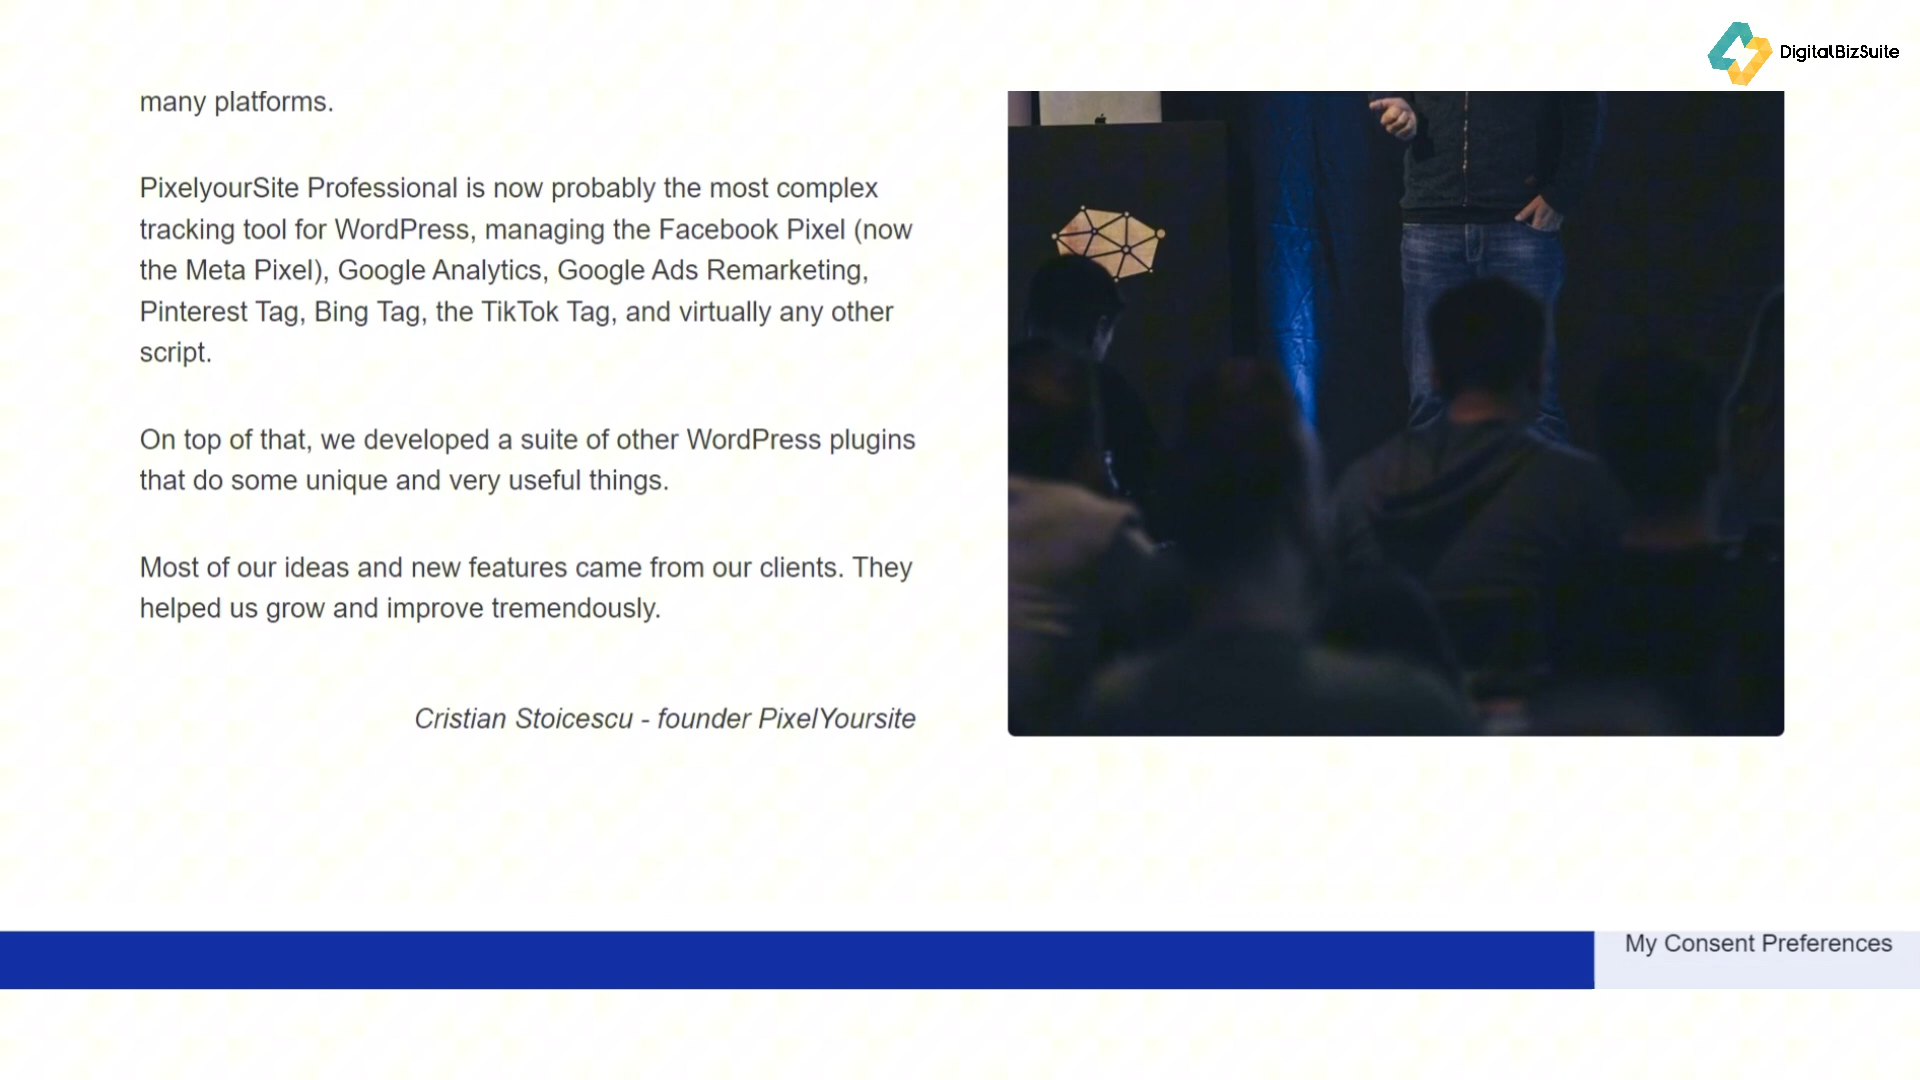 DigitalBizSuite
many platforms.
PixelyourSite Professional is now probably the most complex
tracking tool for WordPress, managing the Facebook Pixel (now
the Meta Pixel), Google Analytics, Google Ads Remarketing,
Pinterest Tag, Bing Tag, the TikTok Tag, and virtually any other
script.
On top of that, we developed a suite of other WordPress plugins
that do some unique and very useful things.
Most of our ideas and new features came from our clients. They
helped us grow and improve tremendously.
Cristian Stoicescu - founder PixelYoursite
My Consent Preferences